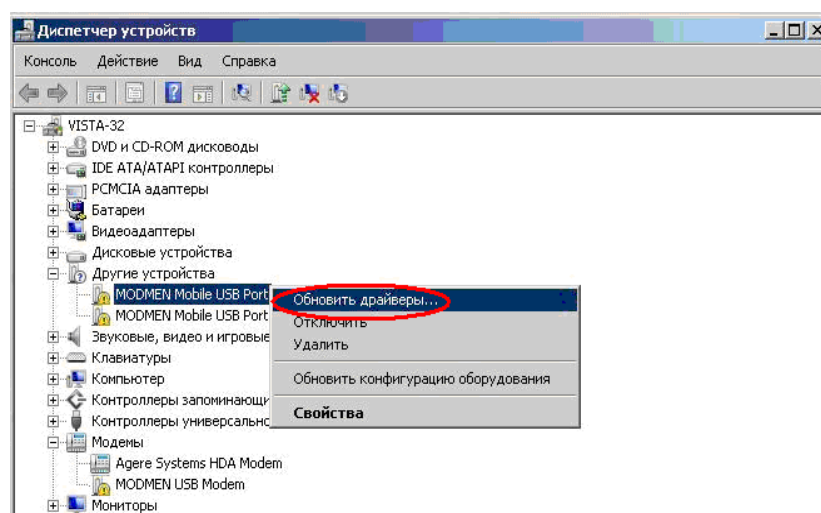 Диспетчер устройств
Консоль Действие Вид Справка
VISTA-32
DVD и CD-ROM дисководы
IDE ATA/ATAPI контроллеры
PCMCIA адаптеры
Батареи
Видеоадаптеры
Дисковые устройства
Другие устройства
MODMEN Mobile USB Port
MODMEN Mobile USB Port
Звуковые, видео и игровые
Клавиатуры
Компьютер
Контроллеры запоминающи
Контроллеры универсально
Модемы
Agere Systems HDA Modem
MODMEN USB Modem
Мониторы
Обновить драйверы...
Отключить
Удалить
Обновить конфигурацию оборудования
Свойства